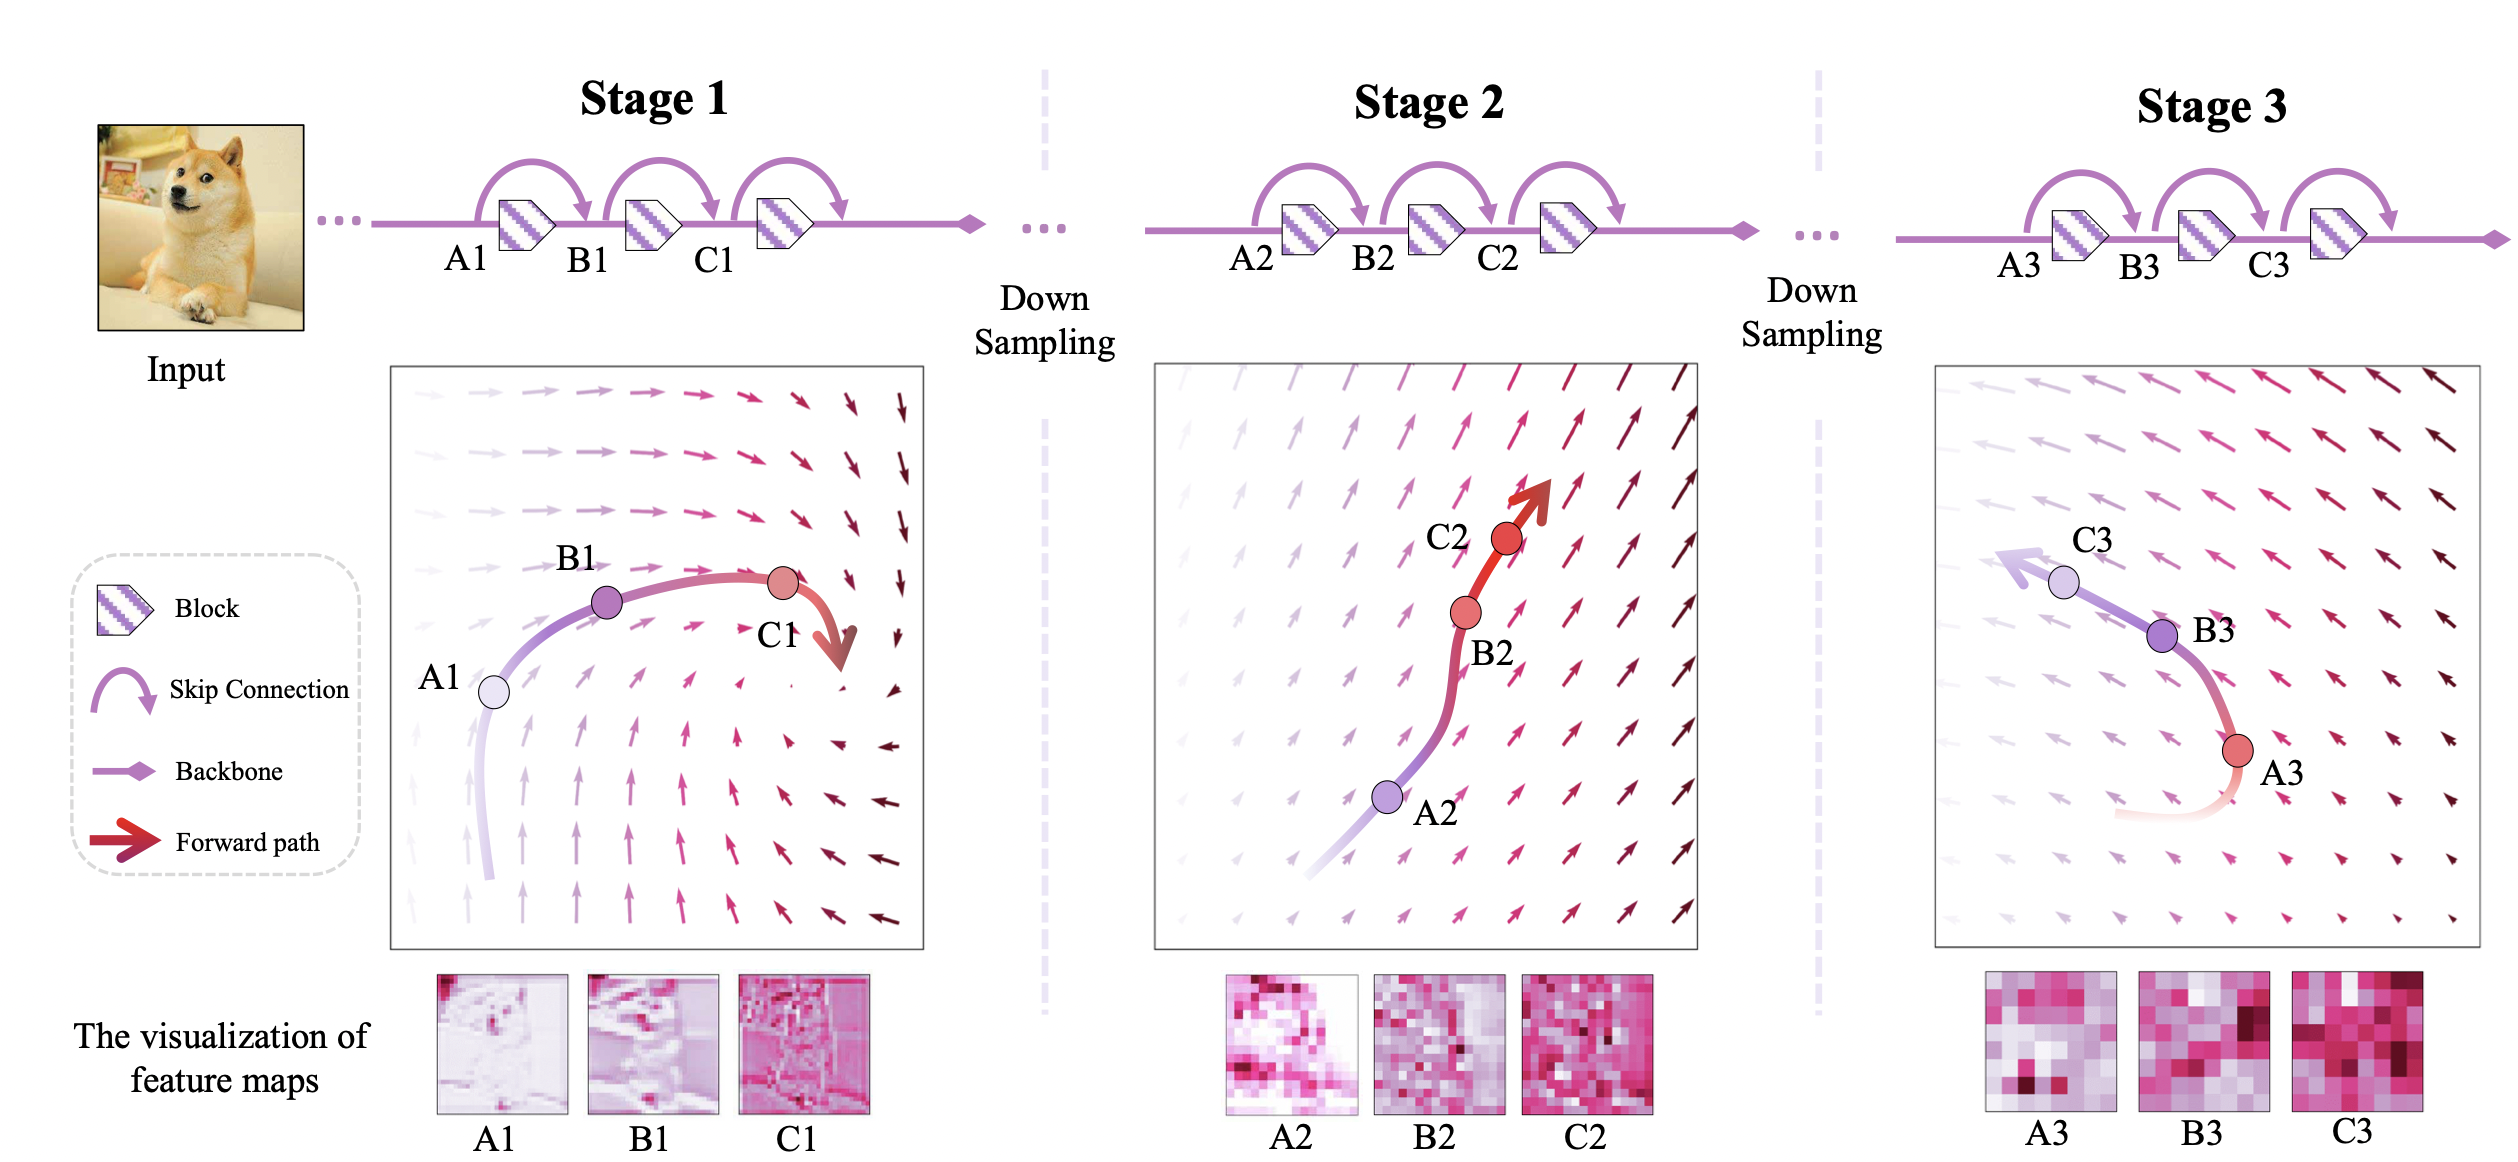 Stage 1
Stage 2
Stage 3
A1
B1
C1
A2
B2
C2
A3
B3
C3
Down
Sampling
Down
Sampling
Input
Block
Skip Connection
Backbone
Forward path
A1
B1
C1
A2
B2
C2
A3
B3
C3
The visualization of
feature maps
A1
B1
C1
A2
B2
C2
A3
B3
C3